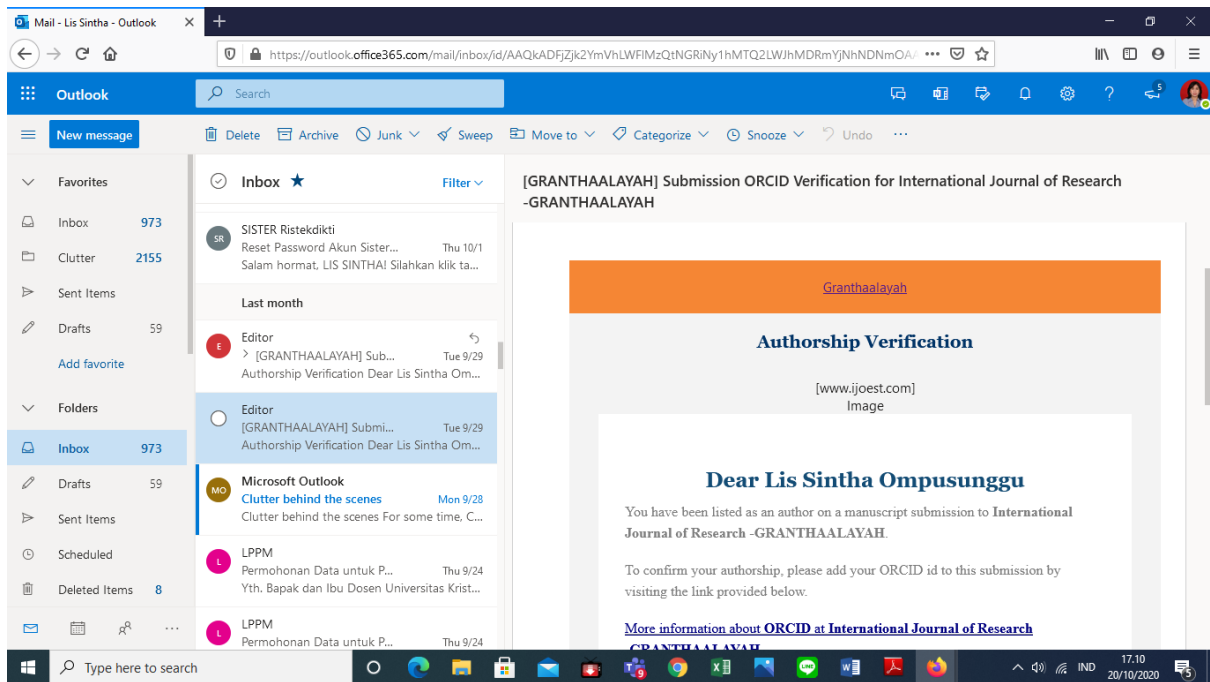 Mail - Lis Sintha - Outlook
https://outlook.office365.com/mail/inbox/id/
Outlook
Search
5
New message
Delete
Archive
Junk
Sweep
Move to
Categorize
Snooze
Undo
Favorites
Inbox 973
Clutter 2155
Sent Items
Drafts 59
Add favorite
Folders
Inbox 973
Drafts 59
Sent Items
Scheduled
Deleted Items 8
Inbox
Filter
SR
SISTER Ristekdikti
Reset Password Akun Sister... Thu 10/1
Salam hormat, LIS SINTHA! Silahkan klik ta...
Last month
E
Editor
[GRANTHAALAYAH] Sub... Tue 9/29
Authorship Verification Dear Lis Sintha Om...
Editor
[GRANTHAALAYAH] Submi... Tue 9/29
Authorship Verification Dear Lis Sintha Om...
MO
Microsoft Outlook
Clutter behind the scenes Mon 9/28
Clutter behind the scenes For some time, C...
L
LPPM
Permohonan Data untuk P... Thu 9/24
Yth. Bapak dan Ibu Dosen Universitas Krist...
L
LPPM
Permohonan Data untuk P... Thu 9/24
[GRANTHAALAYAH] Submission ORCID Verification for International Journal of Research
-GRANTHAALAYAH
Granthaalayah
Authorship Verification
[www.ijoest.com]
Image
Dear Lis Sintha Ompusunggu
You have been listed as an author on a manuscript submission to International
Journal of Research -GRANTHAALAYAH.
To confirm your authorship, please add your ORCID id to this submission by
visiting the link provided below.
More information about ORCID at International Journal of Research
-GRANTHAALAYAH
Type here to search
IND
17.10
20/10/2020
5